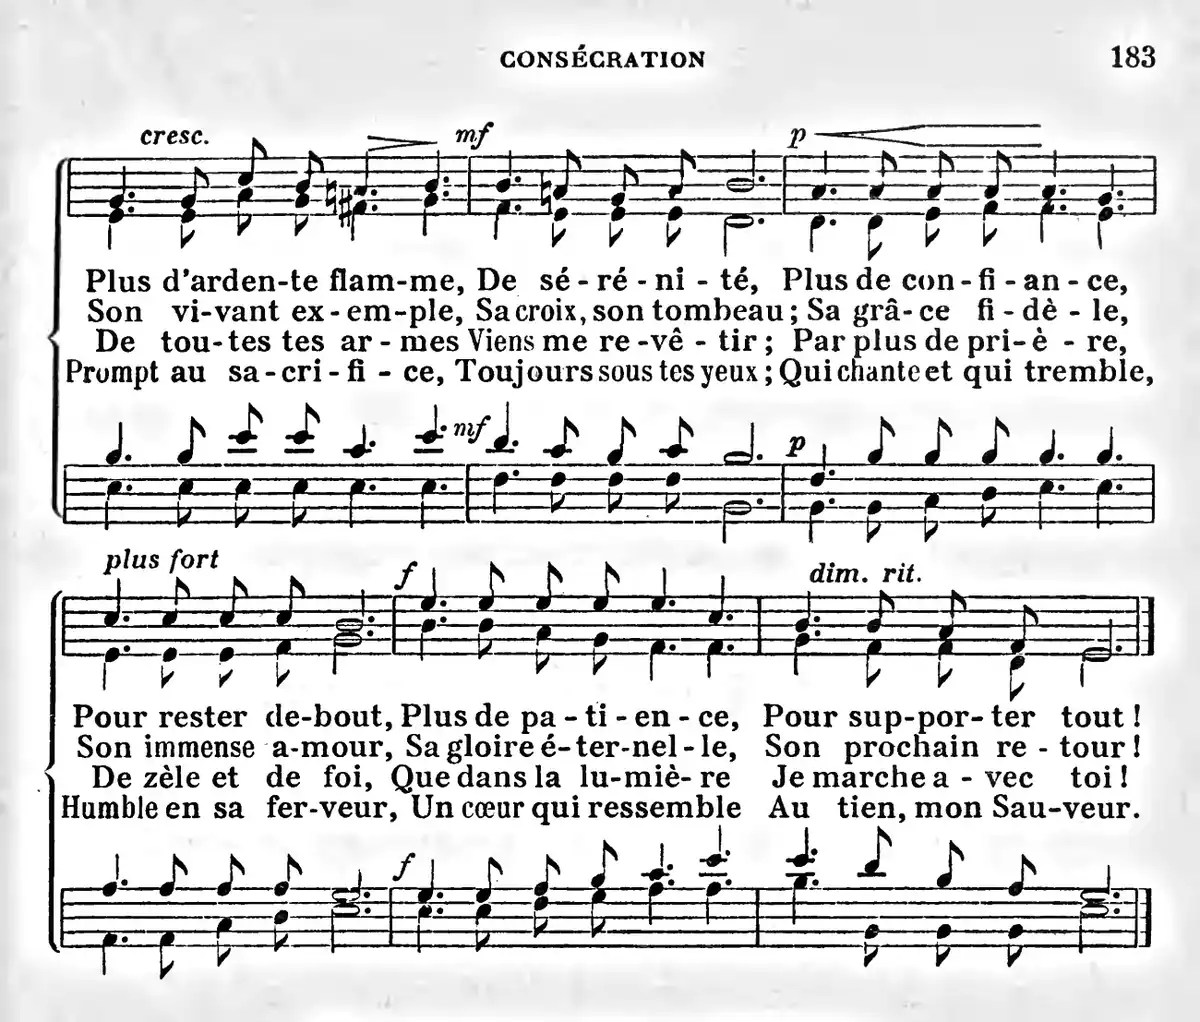 CONSÉCRATION 183
cresc. mf p
Plus d'arden-te flam-me, De sé-ré-ni-té, Plus de con-fi-an-ce,
Son vi-vant ex-em-ple, Sa croix, son tombeau; Sa grâ-ce fi-dè-le,
De tou-tes tes ar-mes Viens me re-vê-tir; Par plus de pri-è-re,
Prompt au sa-cri-fi-ce, Toujours sous tes yeux; Qui chante et qui tremble,
mf p
plus fort f dim. rit.
Pour rester de-bout, Plus de pa-ti-en-ce, Pour sup-por-ter tout!
Son immense a-mour, Sa gloire é-ter-nel-le, Son prochain re-tour!
De zèle et de foi, Que dans la lu-miè-re Je marche a-vec toi!
Humble en sa fer-veur, Un cœur qui ressemble Au tien, mon Sau-veur.
f